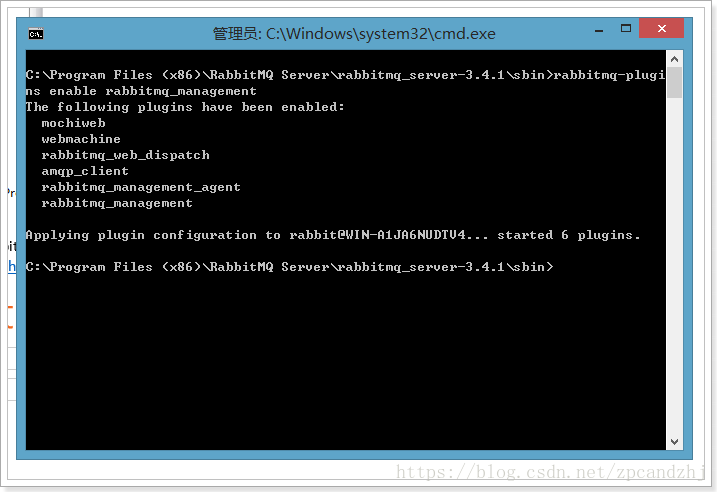 管理员: C:\Windows\system32\cmd.exe
C:\Program Files (x86)\RabbitMQ Server\rabbitmq_server-3.4.1\sbin>rabbitmq-plugi
ns enable rabbitmq_management
The following plugins have been enabled:
  mochiweb
  webmachine
  rabbitmq_web_dispatch
  amqp_client
  rabbitmq_management_agent
  rabbitmq_management
Applying plugin configuration to rabbit@WIN-A1JA6NUDTV4... started 6 plugins.
C:\Program Files (x86)\RabbitMQ Server\rabbitmq_server-3.4.1\sbin>
https://blog.csdn.net/zpcandzhj